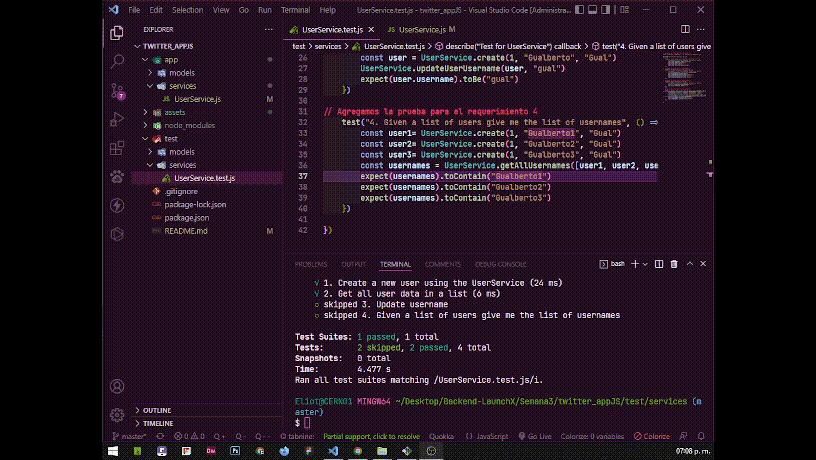 File Edit Selection View Go Run Terminal Help UserService.test.js - twitter_appJS - Visual Studio Code [Administra...
EXPLORER
TWITTER_APPJS
app
models
services
UserService.js M
assets
node_modules
test
models
services
UserService.test.js
.gitignore
package-lock.json
package.json
README.md M
OUTLINE
TIMELINE
UserService.test.js UserService.js M
test > services > UserService.test.js > describe("Test for UserService") callback > test("4. Given a list of users give
26 const user = UserService.create(1, "Gualberto", "Gual")
27 UserService.updateUserUsername(user, "gual")
28 expect(user.username).toBe("gual")
29 })
30
31 // Agregamos la prueba para el requerimiento 4
32 test("4. Given a list of users give me the list of usernames", () =>
33 const user1= UserService.create(1, "Gualberto1", "Gual")
34 const user2= UserService.create(1, "Gualberto2", "Gual")
35 const user3= UserService.create(1, "Gualberto3", "Gual")
36 const usernames = UserService.getAllUsernames([user1, user2, use
37 expect(usernames).toContain("Gualberto1")
38 expect(usernames).toContain("Gualberto2")
39 expect(usernames).toContain("Gualberto3")
40 })
41
42 })
PROBLEMS OUTPUT TERMINAL COMMENTS DEBUG CONSOLE bash
√ 1. Create a new user using the UserService (24 ms)
√ 2. Get all user data in a list (6 ms)
○ skipped 3. Update username
○ skipped 4. Given a list of users give me the list of usernames
Test Suites: 1 passed, 1 total
Tests: 2 skipped, 2 passed, 4 total
Snapshots: 0 total
Time: 4.477 s
Ran all test suites matching /UserService.test.js/i.
Eliot@CERN01 MINGW64 ~/Desktop/Backend-LaunchX/Semana3/twitter_appJS/test/services (m
aster)
$
master* 0 0 Q+ Q- Q-- tabnine: Partial support, click to resolve Quokka {} JavaScript Go Live Colorize: 0 variables Colorize
07:08 p. m.